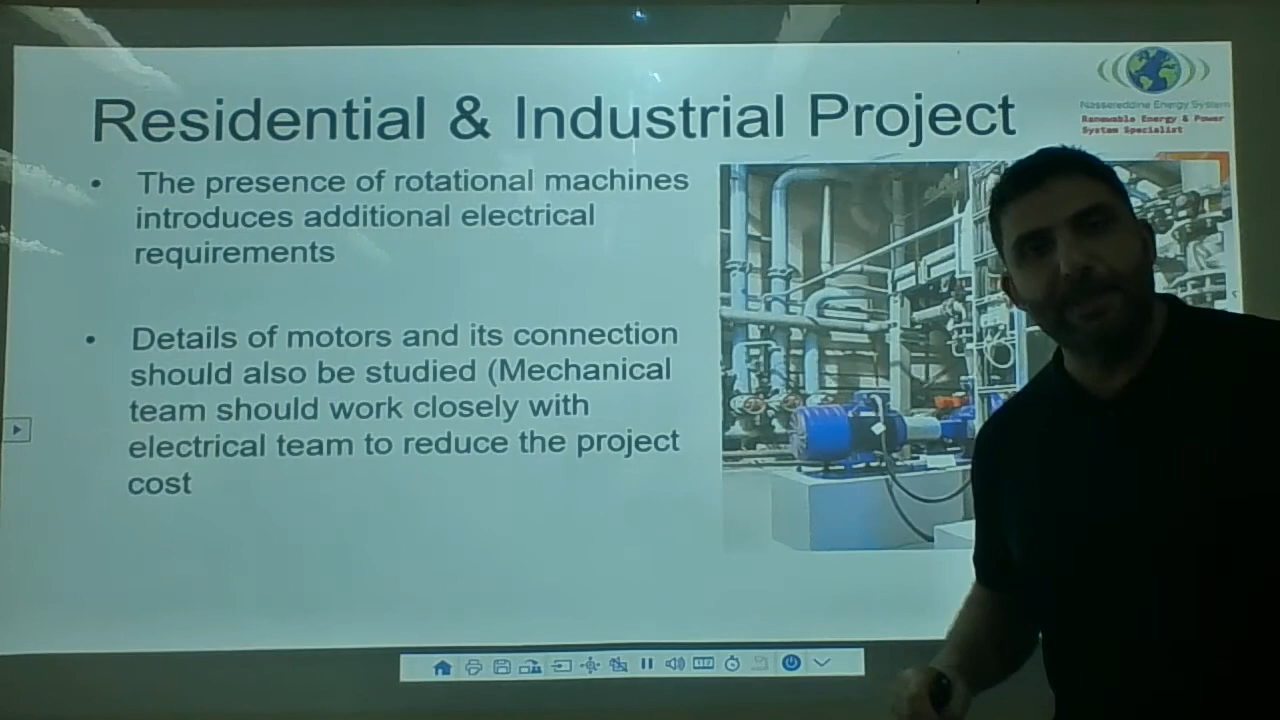 Residential & Industrial Project
Nassereddine Energy System
Renewable Energy & Power
System Specialist
• The presence of rotational machines
introduces additional electrical
requirements
• Details of motors and its connection
should also be studied (Mechanical
team should work closely with
electrical team to reduce the project
cost